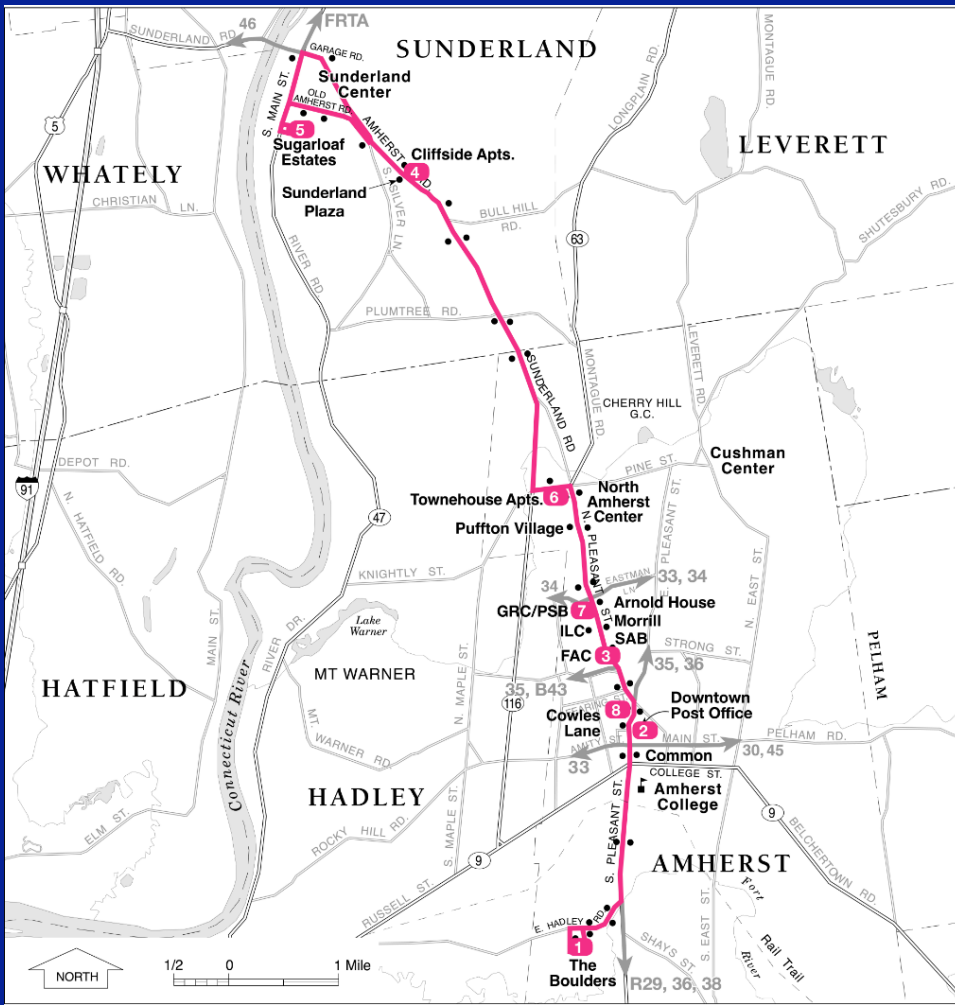 46
FRTA
SUNDERLAND RD.
SUNDERLAND
GARAGE RD.
Sunderland
Center
S. MAIN ST.
OLD
AMHERST RD.
5
Sugarloaf
Estates
AMHERST RD.
Cliffside Apts.
4
Sunderland
Plaza
S. SILVER LN.
BULL HILL
RD.
LONGPLAIN RD.
MONTAGUE RD.
LEVERETT
SHUTESBURY RD.
5
WHATELY
CHRISTIAN LN.
RIVER RD.
63
PLUMTREE RD.
SUNDERLAND RD
MONTAGUE RD.
LEVERETT RD.
CHERRY HILL
G.C.
Cushman
Center
DEPOT RD.
91
N. HATFIELD RD.
47
PINE ST.
Townehouse Apts.
6
North
Amherst
Center
Puffton Village
N. PLEASANT ST
E. PLEASANT ST.
N. EAST ST.
KNIGHTLY ST.
34
EASTMAN
LN
33, 34
GRC/PSB
7
Arnold House
ILC
Morrill
SAB
FAC
3
STRONG ST.
35, 36
35, B43
PELHAM
Lake
Warner
MT WARNER
RIVER DR.
MAIN ST.
HATFIELD
Connecticut River
N. MAPLE ST.
116
FEARING ST.
8
Cowles
Lane
2
Downtown
Post Office
MT.
WARNER RD.
AMITY ST.
MAIN ST.
PELHAM RD.
33
30, 45
Common
COLLEGE ST.
Amherst
College
HADLEY
ELM ST.
ROCKY HILL RD.
S. MAPLE ST.
9
RUSSELL ST.
S. PLEASANT ST.
9
BELCHERTOWN RD.
AMHERST
Fort
River
Rail Trail
E. HADLEY RD.
1
The
Boulders
SHAYS ST.
S. EAST ST.
R29, 36, 38
NORTH
1/2 0 1 Mile